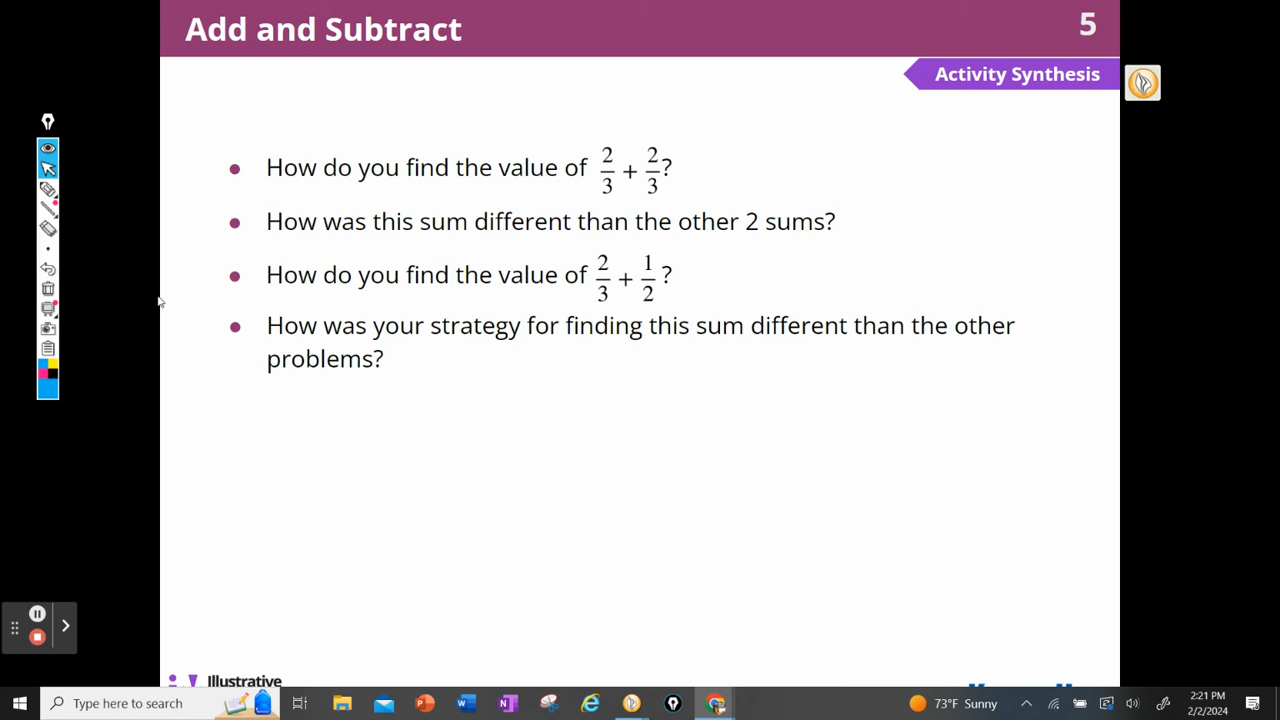 Add and Subtract
5
Activity Synthesis
• How do you find the value of 2/3 + 2/3?
• How was this sum different than the other 2 sums?
• How do you find the value of 2/3 + 1/2 ?
• How was your strategy for finding this sum different than the other
problems?
Illustrative
Type here to search
73°F Sunny
2:21 PM
2/2/2024